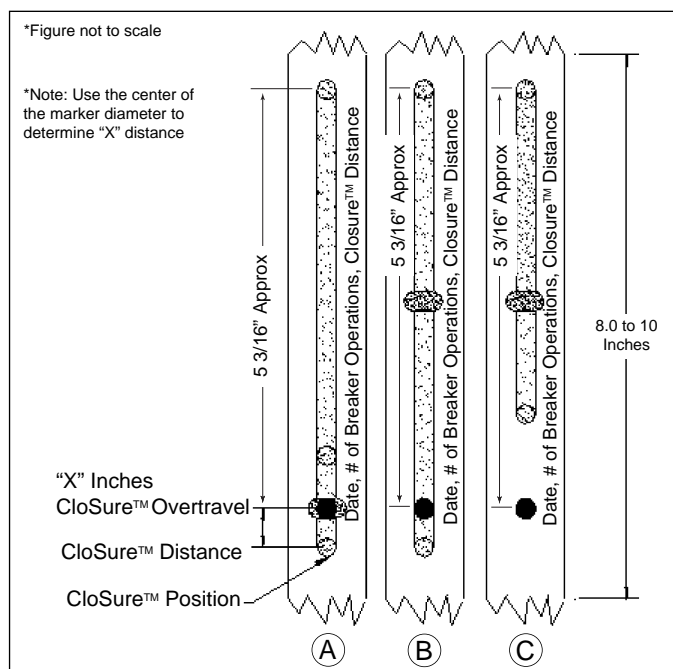 *Figure not to scale
*Note: Use the center of
the marker diameter to
determine “X” distance
5 3/16” Approx
Date, # of Breaker Operations, Closure™ Distance
5 3/16” Approx
Date, # of Breaker Operations, Closure™ Distance
5 3/16” Approx
Date, # of Breaker Operations, Closure™ Distance
8.0 to 10
Inches
“X” Inches
CloSure™ Overtravel
CloSure™ Distance
CloSure™ Position
A
B
C